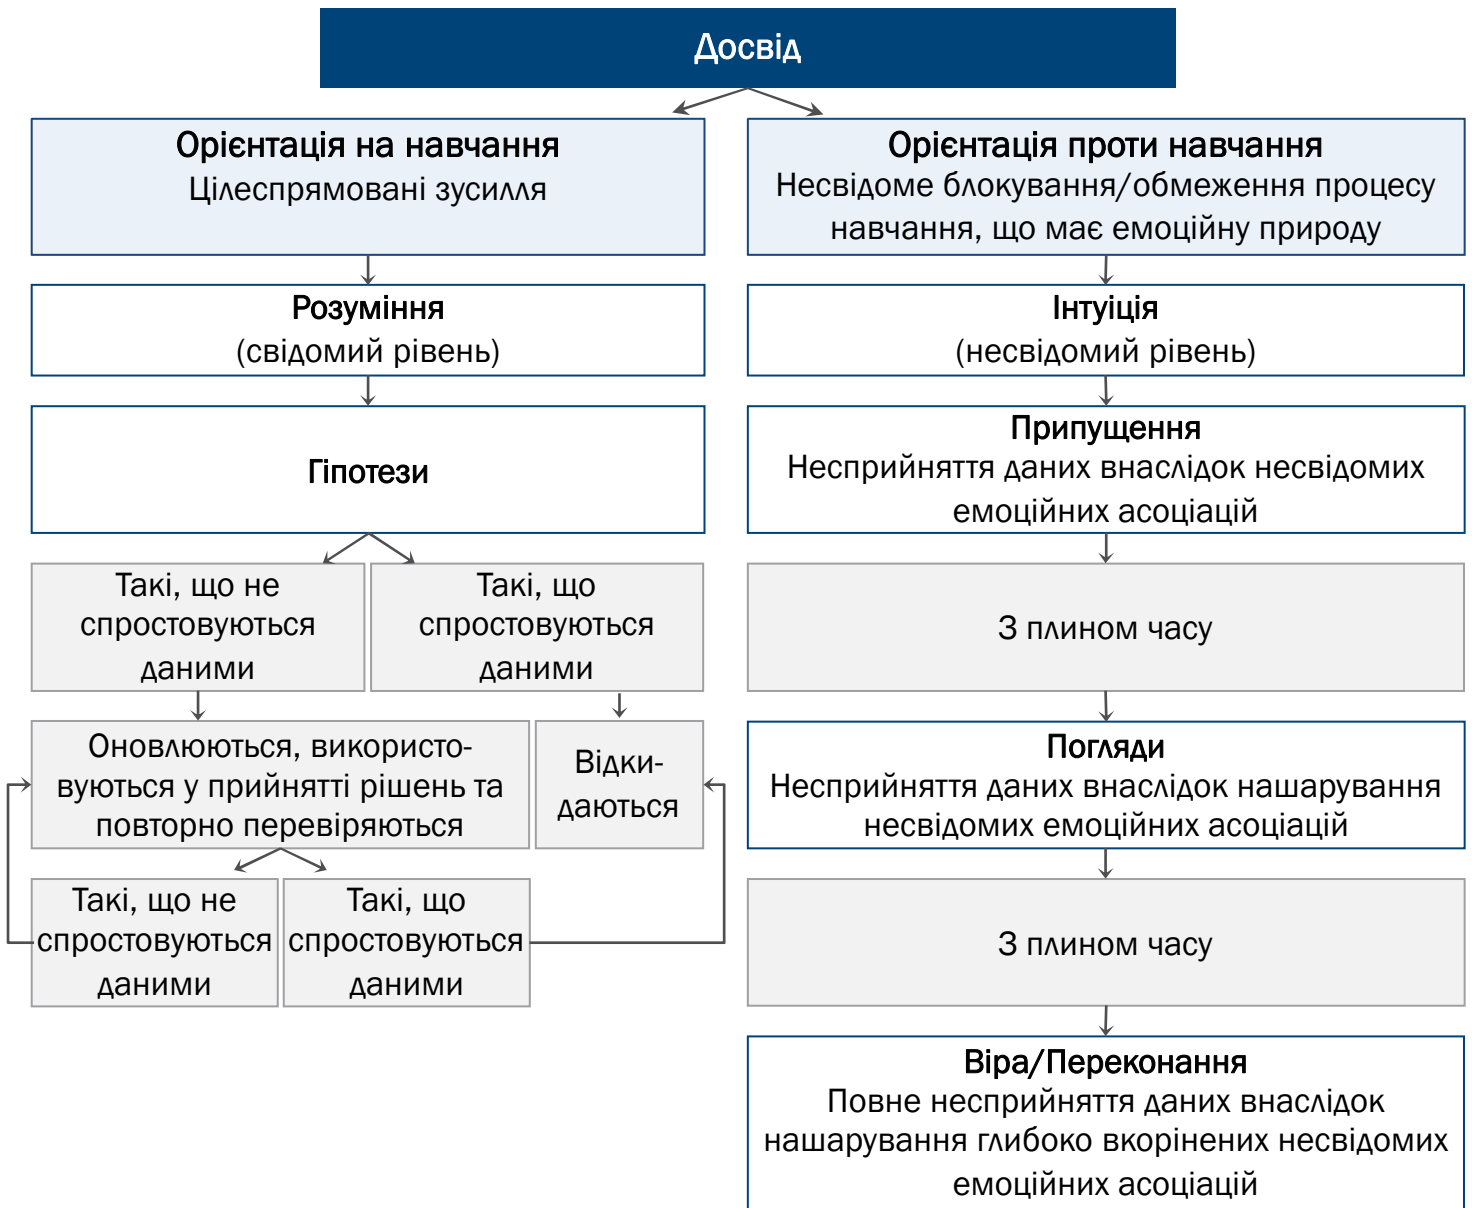 Досвід
Орієнтація на навчання
Цілеспрямовані зусилля
Орієнтація проти навчання
Несвідоме блокування/обмеження процесу
навчання, що має емоційну природу
Розуміння
(свідомий рівень)
Інтуіція
(несвідомий рівень)
Гіпотези
Припущення
Несприйняття даних внаслідок несвідомих
емоційних асоціацій
Такі, що не
спростовуються
даними
Такі, що
спростовуються
даними
З плином часу
Оновлюються, використо-
вуються у прийнятті рішень та
повторно перевіряються
Відки-
даються
Погляди
Несприйняття даних внаслідок нашарування
несвідомих емоційних асоціацій
Такі, що не
спростовуються
даними
Такі, що
спростовуються
даними
З плином часу
Віра/Переконання
Повне несприйняття даних внаслідок
нашарування глибоко вкорінених несвідомих
емоційних асоціацій